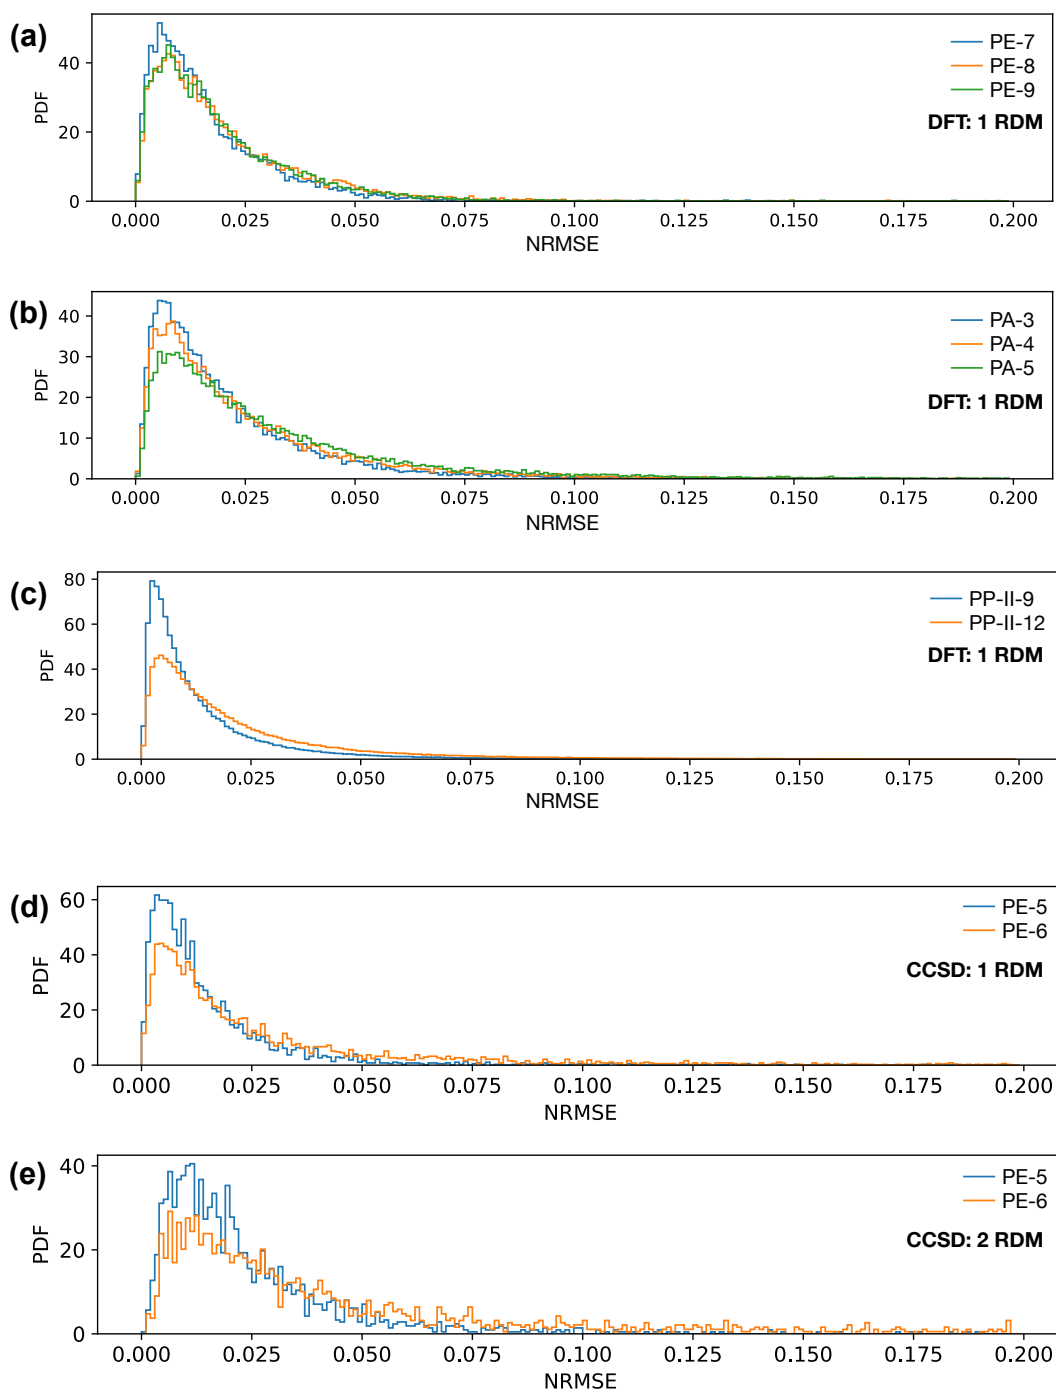 (a)
40
20
0
PDF
PE-7
PE-8
PE-9
DFT: 1 RDM
0.000 0.025 0.050 0.075 0.100 0.125 0.150 0.175 0.200
NRMSE
(b)
40
30
20
10
0
PDF
PA-3
PA-4
PA-5
DFT: 1 RDM
0.000 0.025 0.050 0.075 0.100 0.125 0.150 0.175 0.200
NRMSE
(c)
80
60
40
20
0
PDF
PP-II-9
PP-II-12
DFT: 1 RDM
0.000 0.025 0.050 0.075 0.100 0.125 0.150 0.175 0.200
NRMSE
(d)
60
40
20
0
PDF
PE-5
PE-6
CCSD: 1 RDM
0.000 0.025 0.050 0.075 0.100 0.125 0.150 0.175 0.200
NRMSE
(e)
40
20
0
PDF
PE-5
PE-6
CCSD: 2 RDM
0.000 0.025 0.050 0.075 0.100 0.125 0.150 0.175 0.200
NRMSE